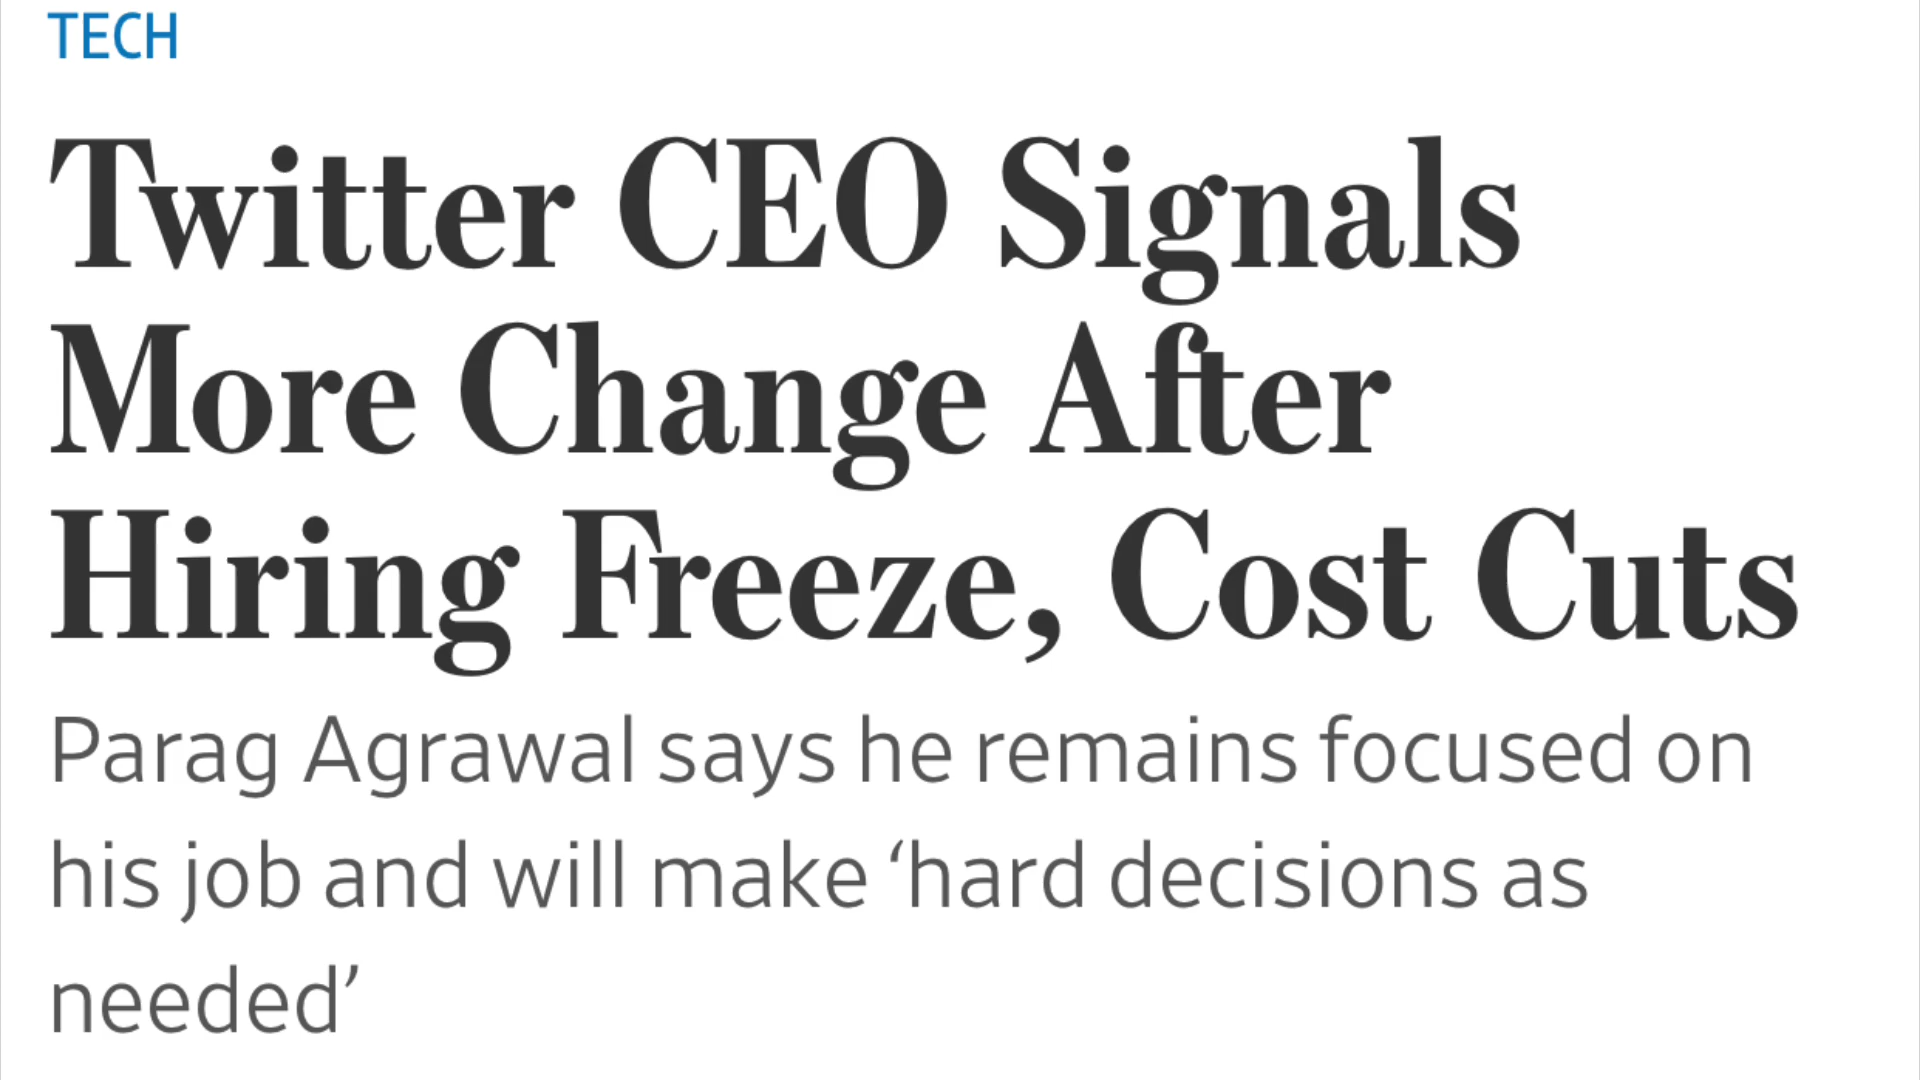 TECH
Twitter CEO Signals
More Change After
Hiring Freeze, Cost Cuts
Parag Agrawal says he remains focused on
his job and will make ‘hard decisions as
needed’